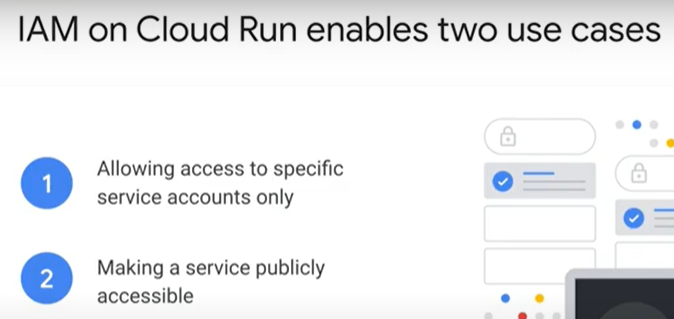 IAM on Cloud Run enables two use cases
1
Allowing access to specific
service accounts only
2
Making a service publicly
accessible